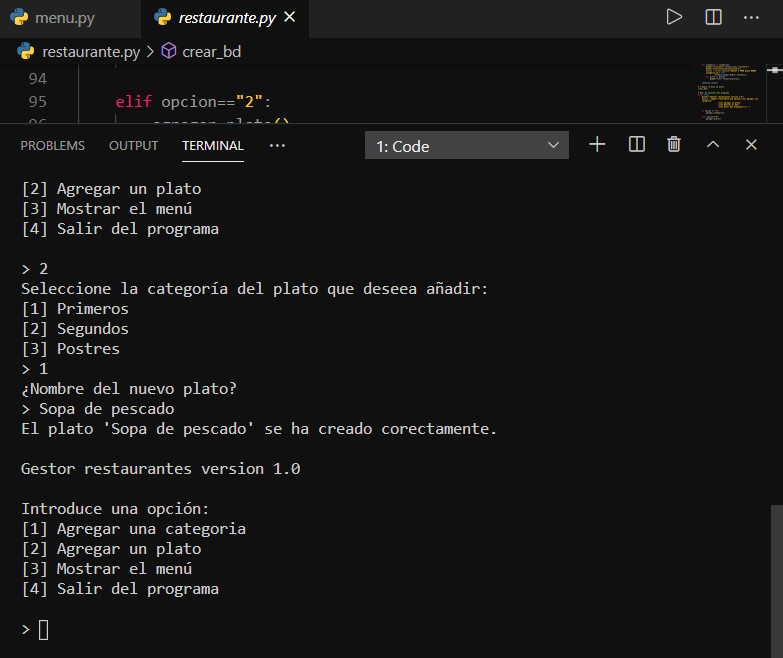 menu.py
restaurante.py
restaurante.py > crear_bd
94
95 elif opcion=="2":
96 agregar_plato()
PROBLEMS OUTPUT TERMINAL ... 1: Code
[2] Agregar un plato
[3] Mostrar el menú
[4] Salir del programa
> 2
Seleccione la categoría del plato que deseea añadir:
[1] Primeros
[2] Segundos
[3] Postres
> 1
¿Nombre del nuevo plato?
> Sopa de pescado
El plato 'Sopa de pescado' se ha creado corectamente.
Gestor restaurantes version 1.0
Introduce una opción:
[1] Agregar una categoria
[2] Agregar un plato
[3] Mostrar el menú
[4] Salir del programa
>